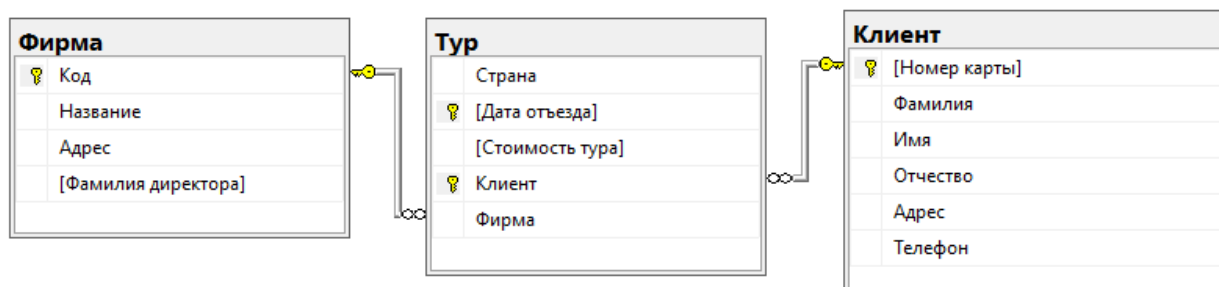 Фирма
Код
Название
Адрес
[Фамилия директора]
Тур
Страна
[Дата отъезда]
[Стоимость тура]
Клиент
Фирма
Клиент
[Номер карты]
Фамилия
Имя
Отчество
Адрес
Телефон